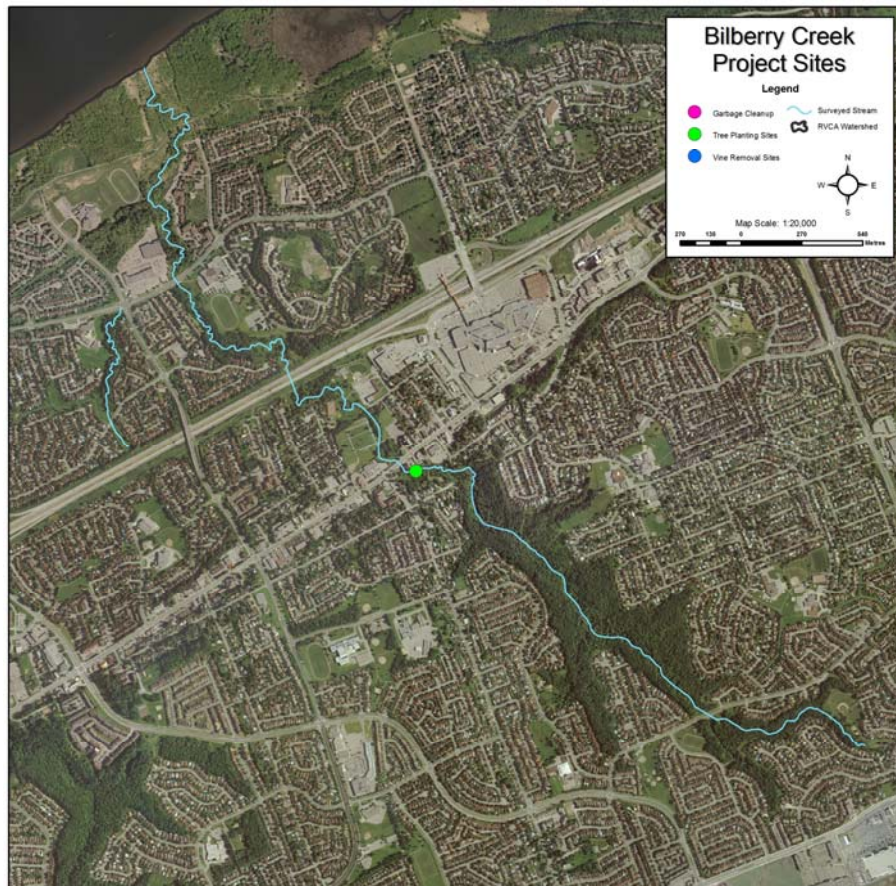 Bilberry Creek
Project Sites
Legend
Garbage Cleanup
Tree Planting Sites
Vine Removal Sites
Surveyed Stream
RVCA Watershed
N
W E
S
Map Scale: 1:20,000
270 135 0 270 540
Metres